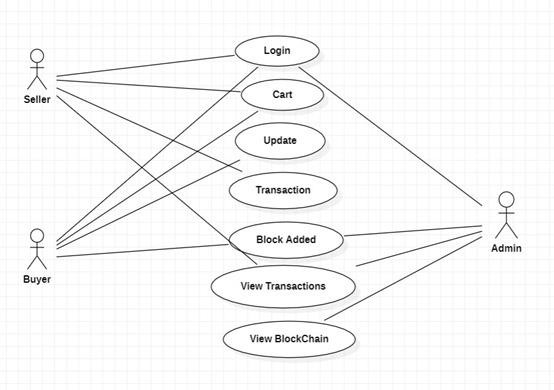 Login
Seller
Cart
Update
Transaction
Block Added
Admin
Buyer
View Transactions
View BlockChain